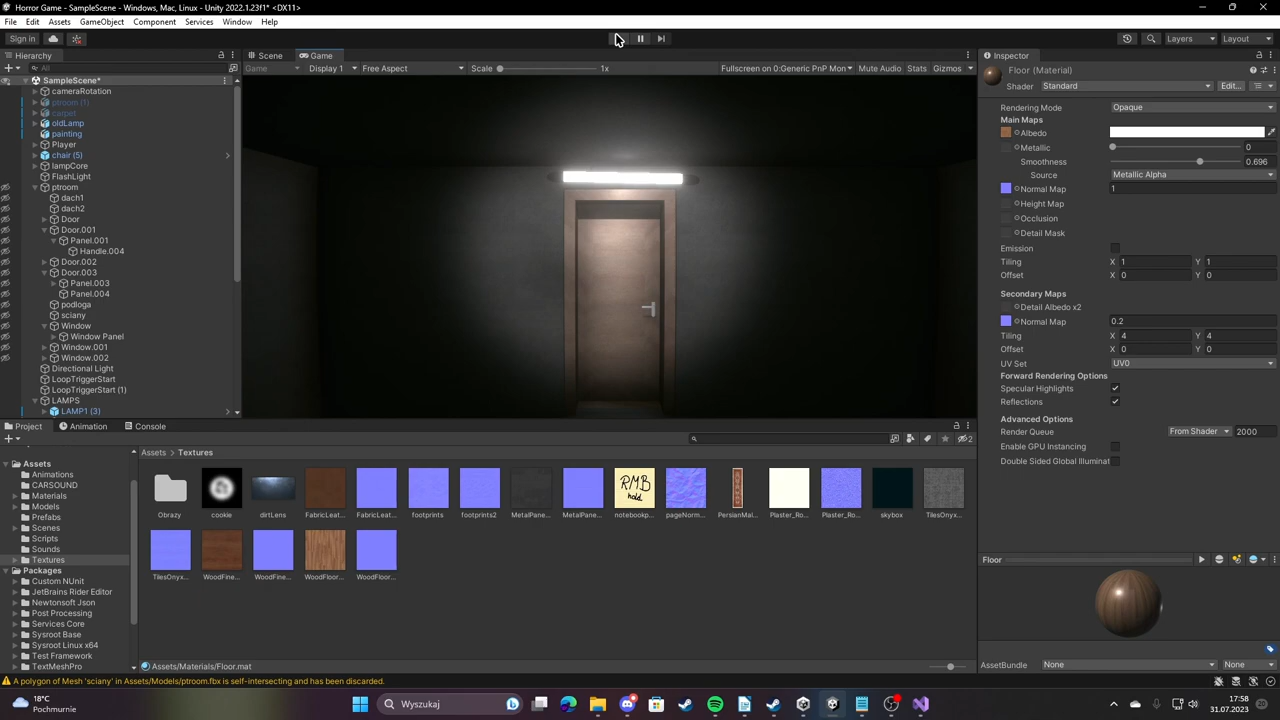 Horror Game - SampleScene - Windows, Mac, Linux - Unity 2022.1.23f1* <DX11>
File Edit Assets GameObject Component Services Window Help
Sign in
Layers
Layout
Hierarchy
All
SampleScene*
cameraRotation
ptroom (1)
carpet
oldLamp
painting
Player
chair (5)
lampCore
FlashLight
ptroom
dach1
dach2
Door
Door.001
Panel.001
Handle.004
Door.002
Door.003
Panel.003
Panel.004
podloga
sciany
Window
Window Panel
Window.001
Window.002
Directional Light
LoopTriggerStart
LoopTriggerStart (1)
LAMPS
LAMP1 (3)
Scene Game
Game Display 1 Free Aspect Scale 1x Fullscreen on 0:Generic PnP Mon Mute Audio Stats Gizmos
Inspector
Floor (Material)
Shader Standard Edit...
Rendering Mode Opaque
Main Maps
Albedo
Metallic 0
Smoothness 0.696
Source Metallic Alpha
Normal Map 1
Height Map
Occlusion
Detail Mask
Emission
Tiling X 1 Y 1
Offset X 0 Y 0
Secondary Maps
Detail Albedo x2
Normal Map 0.2
Tiling X 4 Y 4
Offset X 0 Y 0
UV Set UV0
Forward Rendering Options
Specular Highlights
Reflections
Advanced Options
Render Queue From Shader 2000
Enable GPU Instancing
Double Sided Global Illuminat
Floor
AssetBundle None None
Project Animation Console
2
Assets
Animations
CARSOUND
Materials
Models
Prefabs
Scenes
Scripts
Sounds
Textures
Packages
Custom NUnit
JetBrains Rider Editor
Newtonsoft Json
Post Processing
Services Core
Sysroot Base
Sysroot Linux x64
Test Framework
TextMeshPro
Assets > Textures
RMB
hold
Obrazy cookie dirtLens FabricLeat... FabricLeat... footprints footprints2 MetalPane... MetalPane... notebookp... pageNorm... PersianMal... Plaster_Ro... Plaster_Ro... skybox TilesOnyx...
TilesOnyx... WoodFine... WoodFine... WoodFloor... WoodFloor...
Assets/Materials/Floor.mat
A polygon of Mesh 'sciany' in Assets/Models/ptroom.fbx is self-intersecting and has been discarded.
18°C
Pochmurnie
Wyszukaj
17:58
31.07.2023